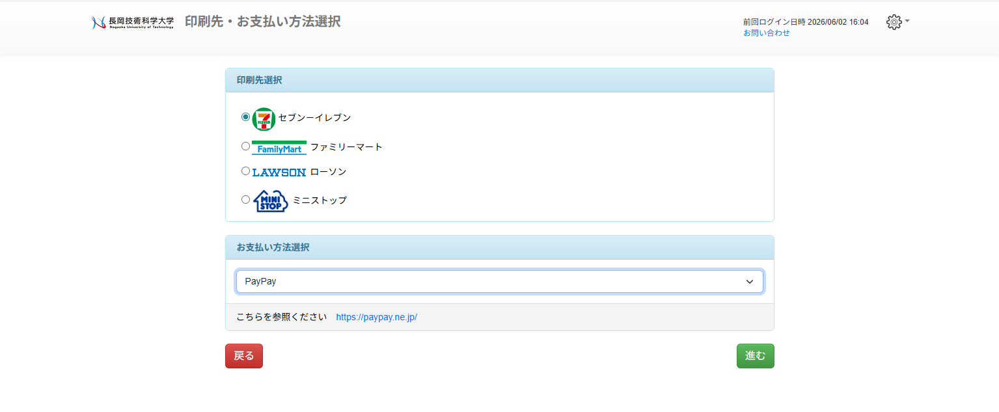 長岡技術科学大学
Nagaoka University of Technology
印刷先・お支払い方法選択
前回ログイン日時 2026/06/02 16:04
お問い合わせ
印刷先選択
7 ELEVEN セブン−イレブン
FamilyMart ファミリーマート
LAWSON ローソン
MINI STOP ミニストップ
お支払い方法選択
PayPay
こちらを参照ください https://paypay.ne.jp/
戻る
進む